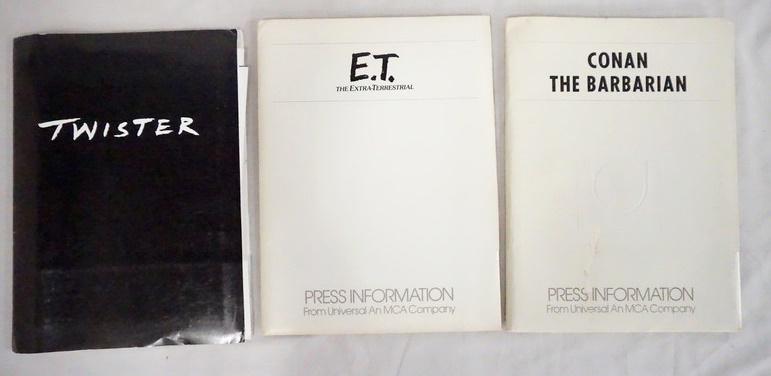 TWISTER
E.T.
THE EXTRA-TERRESTRIAL
PRESS INFORMATION
From Universal An MCA Company
CONAN
THE BARBARIAN
PRESS INFORMATION
From Universal An MCA Company